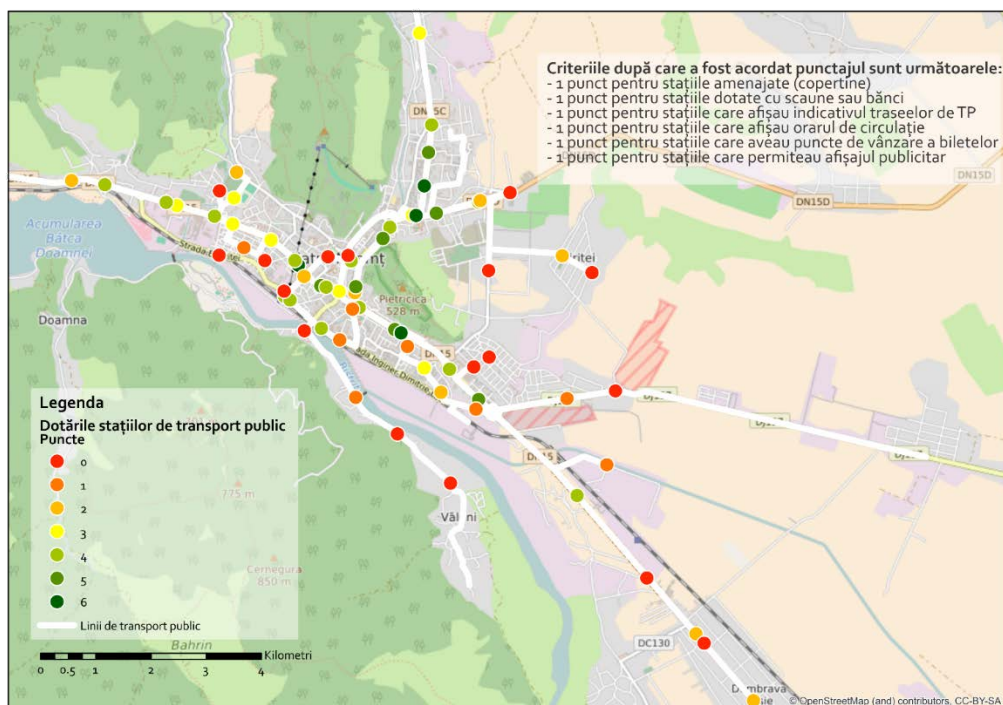 DN15C
Criteriile după care a fost acordat punctajul sunt următoarele:
- 1 punct pentru stațiile amenajate (copertine)
- 1 punct pentru stațiile dotate cu scaune sau bănci
- 1 punct pentru stațiile care afișau indicativul traseelor de TP
- 1 punct pentru stațiile care afișau orarul de circulație
- 1 punct pentru stațiile care aveau puncte de vânzare a biletelor
- 1 punct pentru stațiile care permiteau afișajul publicitar
DN15D
DN15D
Acumularea
Bâtca
Doamnei
Pietricica
528 m
Doamna
DN15
Legenda
Dotările stațiilor de transport public
Puncte
0
1
2
3
4
5
6
Linii de transport public
775 m
Văleni
DN15
Cernegura
850 m
Bahrin
DC130
Kilometri
0 0.5 1 2 3 4
Dumbrava
© OpenStreetMap (and) contributors, CC-BY-SA